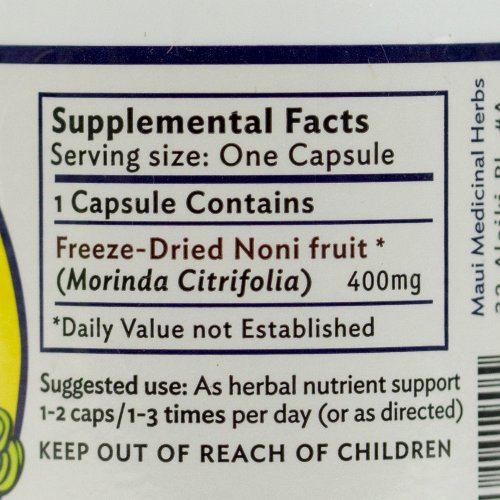 Supplemental Facts
Serving size: One Capsule
1 Capsule Contains
Freeze-Dried Noni fruit *
(Morinda Citrifolia) 400mg
*Daily Value not Established
Suggested use: As herbal nutrient support
1-2 caps/1-3 times per day (or as directed)
KEEP OUT OF REACH OF CHILDREN
Maui Medicinal Herbs